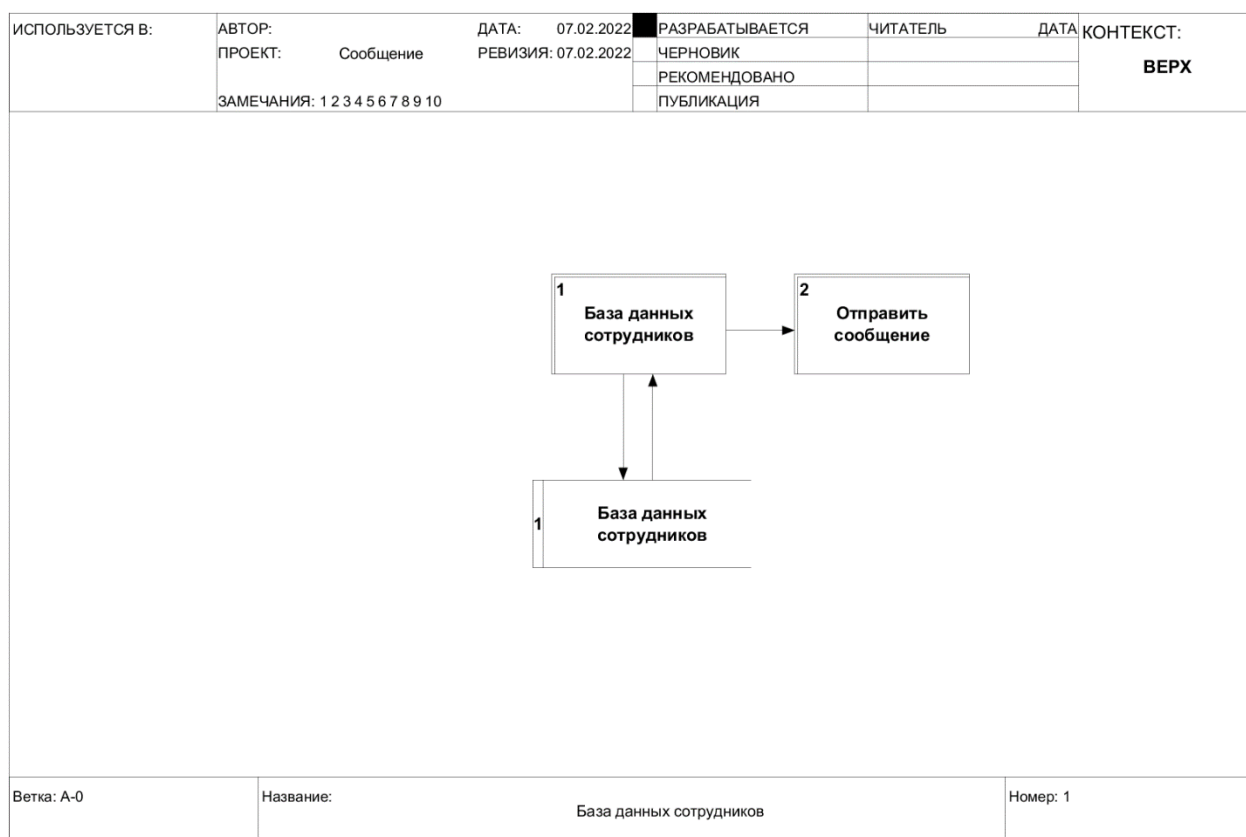 ИСПОЛЬЗУЕТСЯ В:
АВТОР:
ДАТА: 07.02.2022
РАЗРАБАТЫВАЕТСЯ
ЧИТАТЕЛЬ
ДАТА
КОНТЕКСТ:
ПРОЕКТ: Сообщение
РЕВИЗИЯ: 07.02.2022
ЧЕРНОВИК
ВЕРХ
РЕКОМЕНДОВАНО
ЗАМЕЧАНИЯ: 1 2 3 4 5 6 7 8 9 10
ПУБЛИКАЦИЯ
1
База данных
сотрудников
2
Отправить
сообщение
1
База данных
сотрудников
Ветка: A-0
Название:
База данных сотрудников
Номер: 1